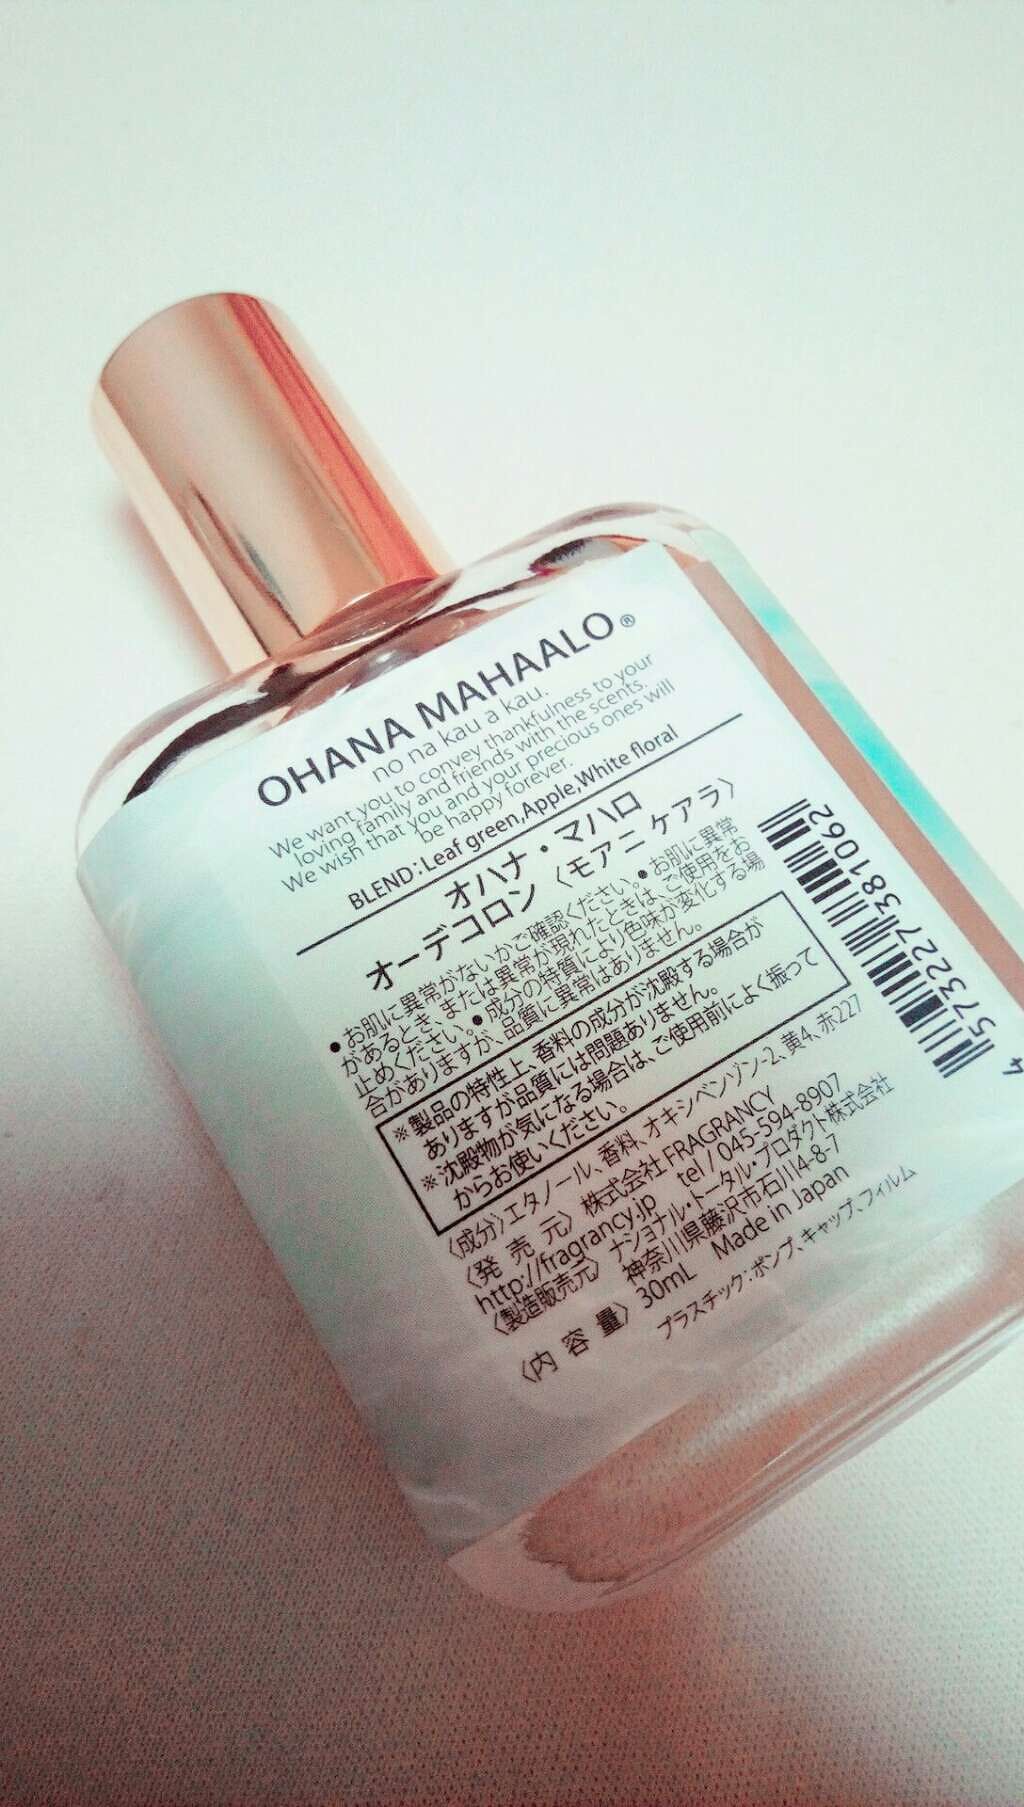 OHANA MAHAALO®
no na kau a kau.
We want you to convey thankfulness to your
loving family and friends with the scents.
We wish that you and your precious ones will
be happy forever.
BLEND:Leaf green,Apple,White floral
オハナ・マハロ
オーデコロン〈モアニ ケアラ〉
●お肌に異常がないかご確認ください。●お肌に異常
があるとき、または異常が現れたときは、ご使用をお
止めください。●成分の特質により色味が変化する場
合がありますが、品質に異常はありません。
※製品の特性上、香料の成分が沈殿する場合が
ありますが品質には問題ありません。
※沈殿物が気になる場合は、ご使用前によく振って
からお使いください。
〈成分〉エタノール、香料、オキシベンゾン-2、黄4、赤227
〈発 売 元〉 株式会社 FRAGRANCY
http://fragrancy.jp tel / 045-594-8907
〈製造販売元〉 ナショナル・トータル・プロダクト株式会社
神奈川県藤沢市石川4-8-7
〈内 容 量〉 30mL Made in Japan
プラスチック:ポンプ、キャップ、フィルム
4 573227 381062